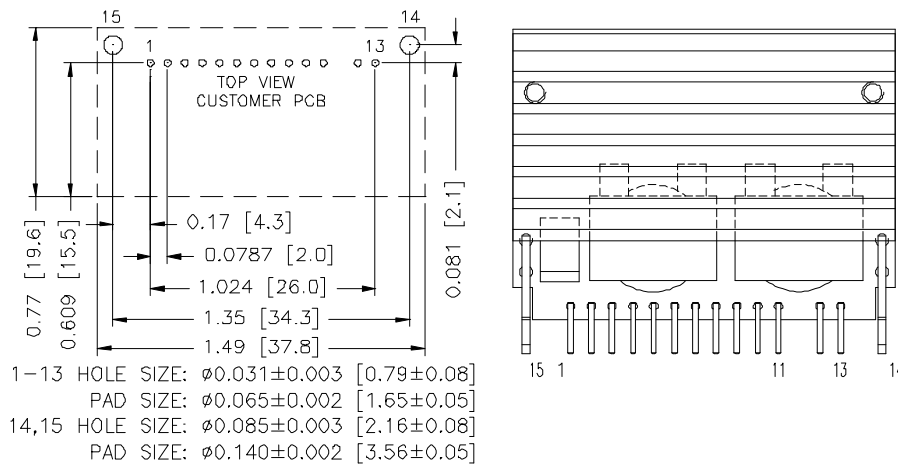 15
14
1
13
TOP VIEW
CUSTOMER PCB
0.17 [4.3]
0.0787 [2.0]
1.024 [26.0]
1.35 [34.3]
1.49 [37.8]
0.77 [19.6]
0.609 [15.5]
0.081 [2.1]
1-13 HOLE SIZE: ⌀0.031±0.003 [0.79±0.08]
PAD SIZE: ⌀0.065±0.002 [1.65±0.05]
14,15 HOLE SIZE: ⌀0.085±0.003 [2.16±0.08]
PAD SIZE: ⌀0.140±0.002 [3.56±0.05]
15 1 11 13 14